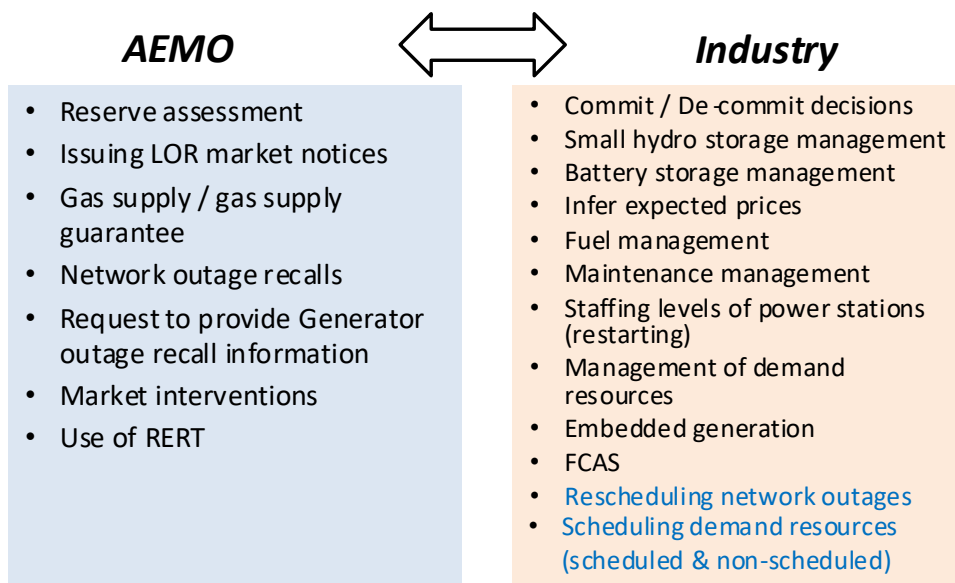 AEMO
Industry
• Reserve assessment
• Issuing LOR market notices
• Gas supply / gas supply
guarantee
• Network outage recalls
• Request to provide Generator
outage recall information
• Market interventions
• Use of RERT
• Commit / De-commit decisions
• Small hydro storage management
• Battery storage management
• Infer expected prices
• Fuel management
• Maintenance management
• Staffing levels of power stations
(restarting)
• Management of demand
resources
• Embedded generation
• FCAS
• Rescheduling network outages
• Scheduling demand resources
(scheduled & non-scheduled)